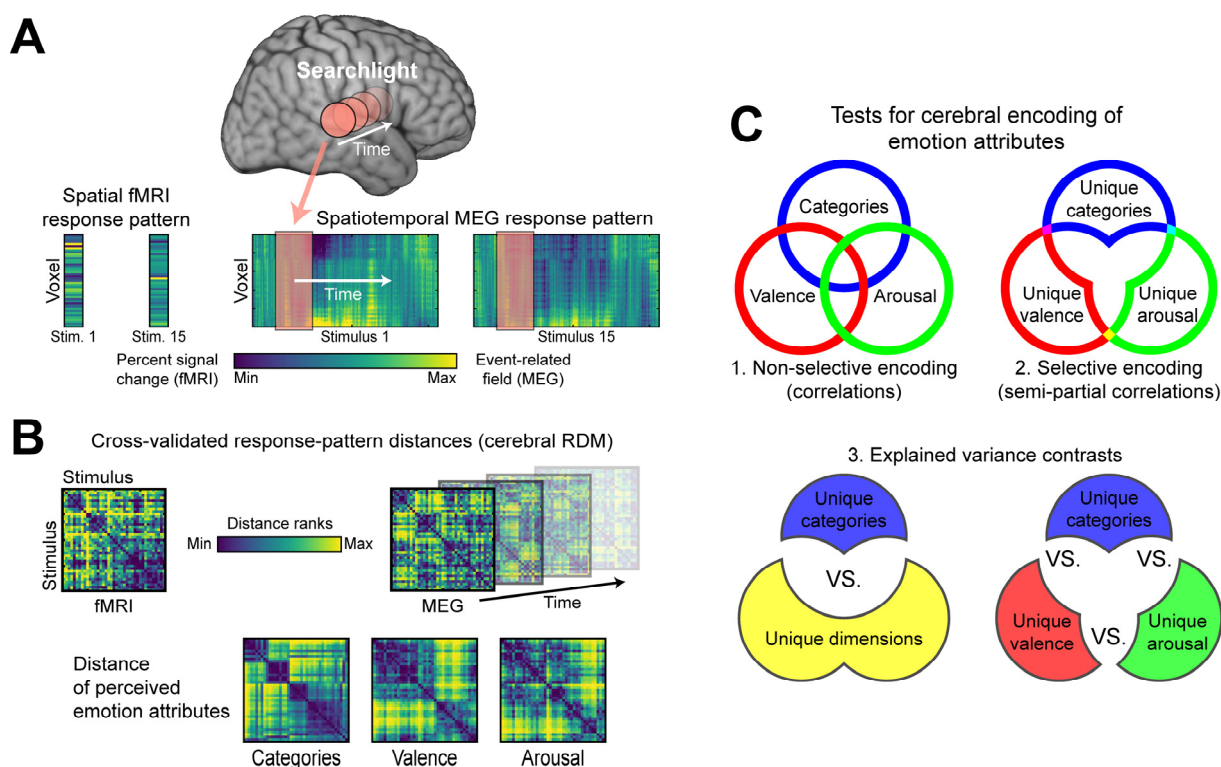 A
Searchlight
Time
Spatial fMRI
response pattern
Voxel
Stim. 1
Stim. 15
Spatiotemporal MEG response pattern
Voxel
Time
Stimulus 1
Stimulus 15
Percent signal
change (fMRI)
Min
Max
Event-related
field (MEG)
B
Cross-validated response-pattern distances (cerebral RDM)
Stimulus
Stimulus
fMRI
Distance ranks
Min
Max
MEG
Time
Distance
of perceived
emotion attributes
Categories
Valence
Arousal
C
Tests for cerebral encoding of
emotion attributes
Categories
Valence
Arousal
1. Non-selective encoding
(correlations)
Unique
categories
Unique
valence
Unique
arousal
2. Selective encoding
(semi-partial correlations)
3. Explained variance contrasts
Unique
categories
VS.
Unique dimensions
Unique
categories
VS.
VS.
Unique
valence
VS.
Unique
arousal